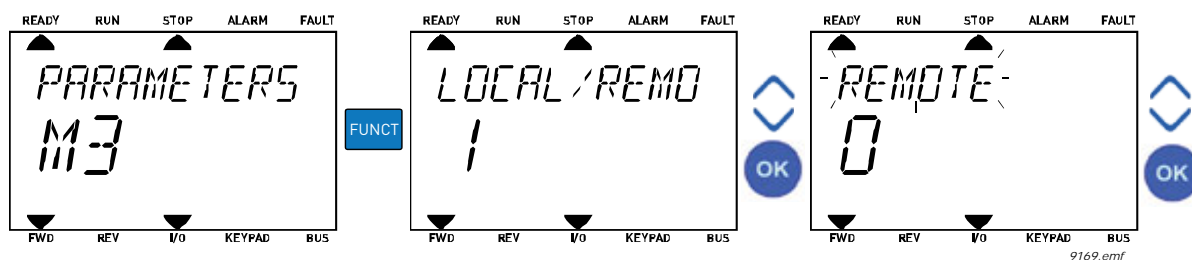 READY RUN STOP ALARM FAULT
PARAMETERS
M3
FWD REV I/O KEYPAD BUS
FUNCT
READY RUN STOP ALARM FAULT
LOCAL/REMO
1
FWD REV I/O KEYPAD BUS
OK
READY RUN STOP ALARM FAULT
REMOTE
0
FWD REV I/O KEYPAD BUS
OK
9169.emf